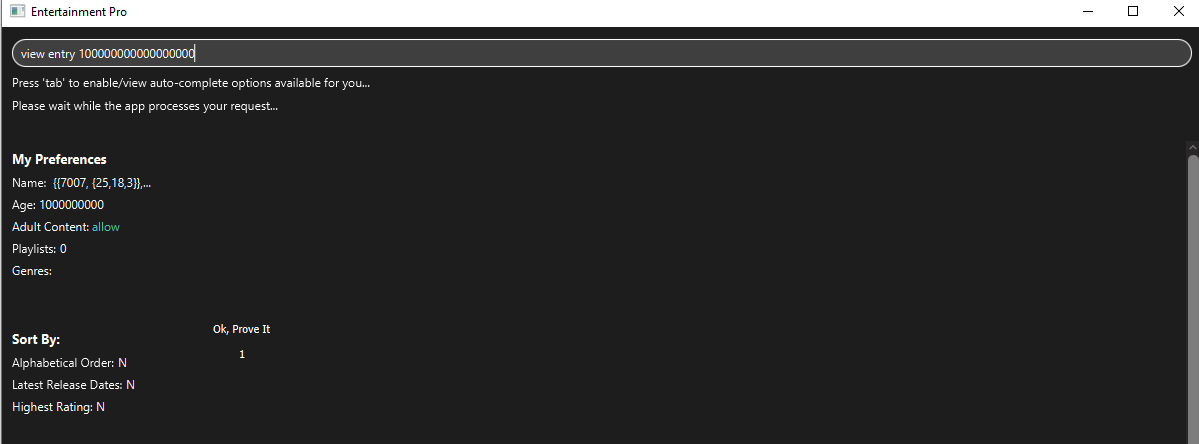 Entertainment Pro
view entry 100000000000000000
Press 'tab' to enable/view auto-complete options available for you...
Please wait while the app processes your request...
My Preferences
Name: {{7007, {25,18,3}},...
Age: 1000000000
Adult Content: allow
Playlists: 0
Genres:
Ok, Prove It
1
Sort By:
Alphabetical Order: N
Latest Release Dates: N
Highest Rating: N